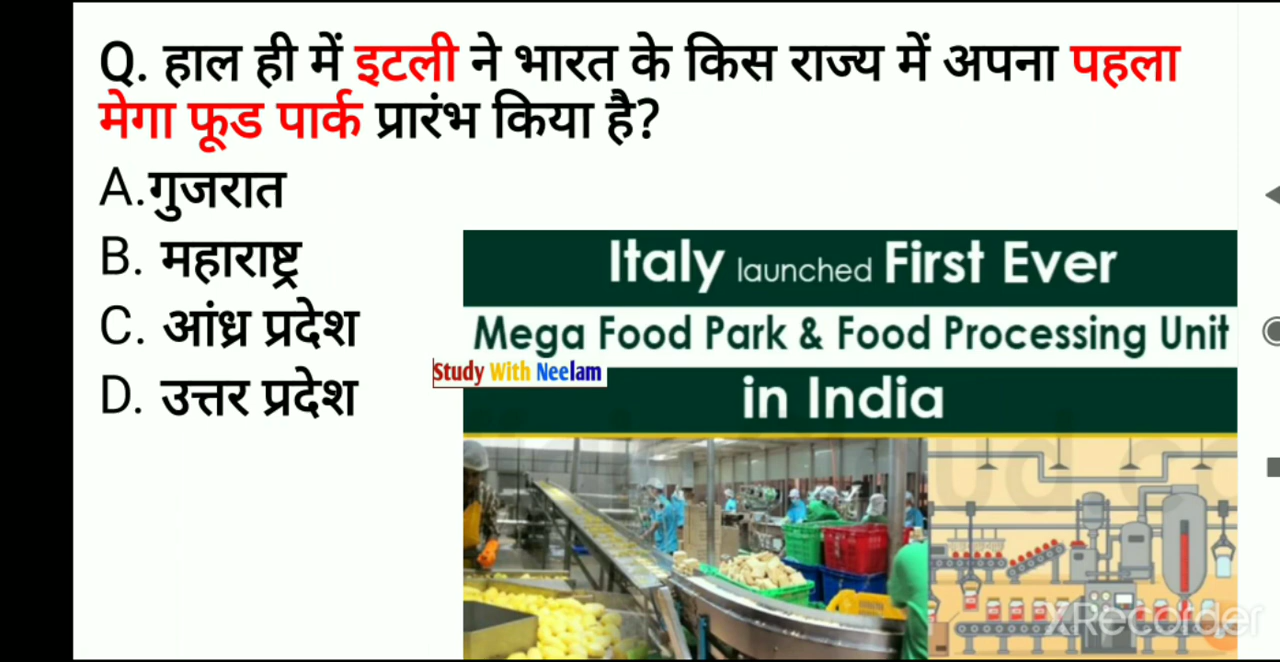 Q. हाल ही में इटली ने भारत के किस राज्य में अपना पहला
मेगा फूड पार्क प्रारंभ किया है?
A.गुजरात
B. महाराष्ट्र
C. आंध्र प्रदेश
D. उत्तर प्रदेश
Italy launched First Ever
Mega Food Park & Food Processing Unit
Study With Neelam
in India
XRecorder